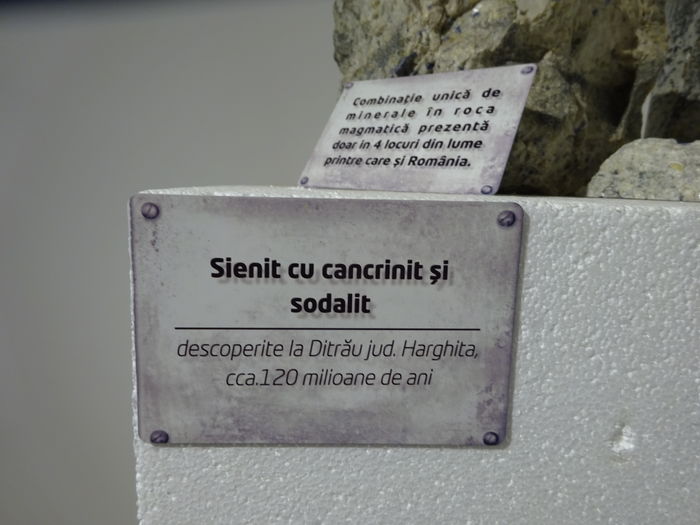 Combinație unică de
minerale în roca
magmatică prezentă
doar in 4 locuri din lume
printre care și România.
Sienit cu cancrinit și
sodalit
descoperite la Ditrău jud. Harghita,
cca.120 milioane de ani